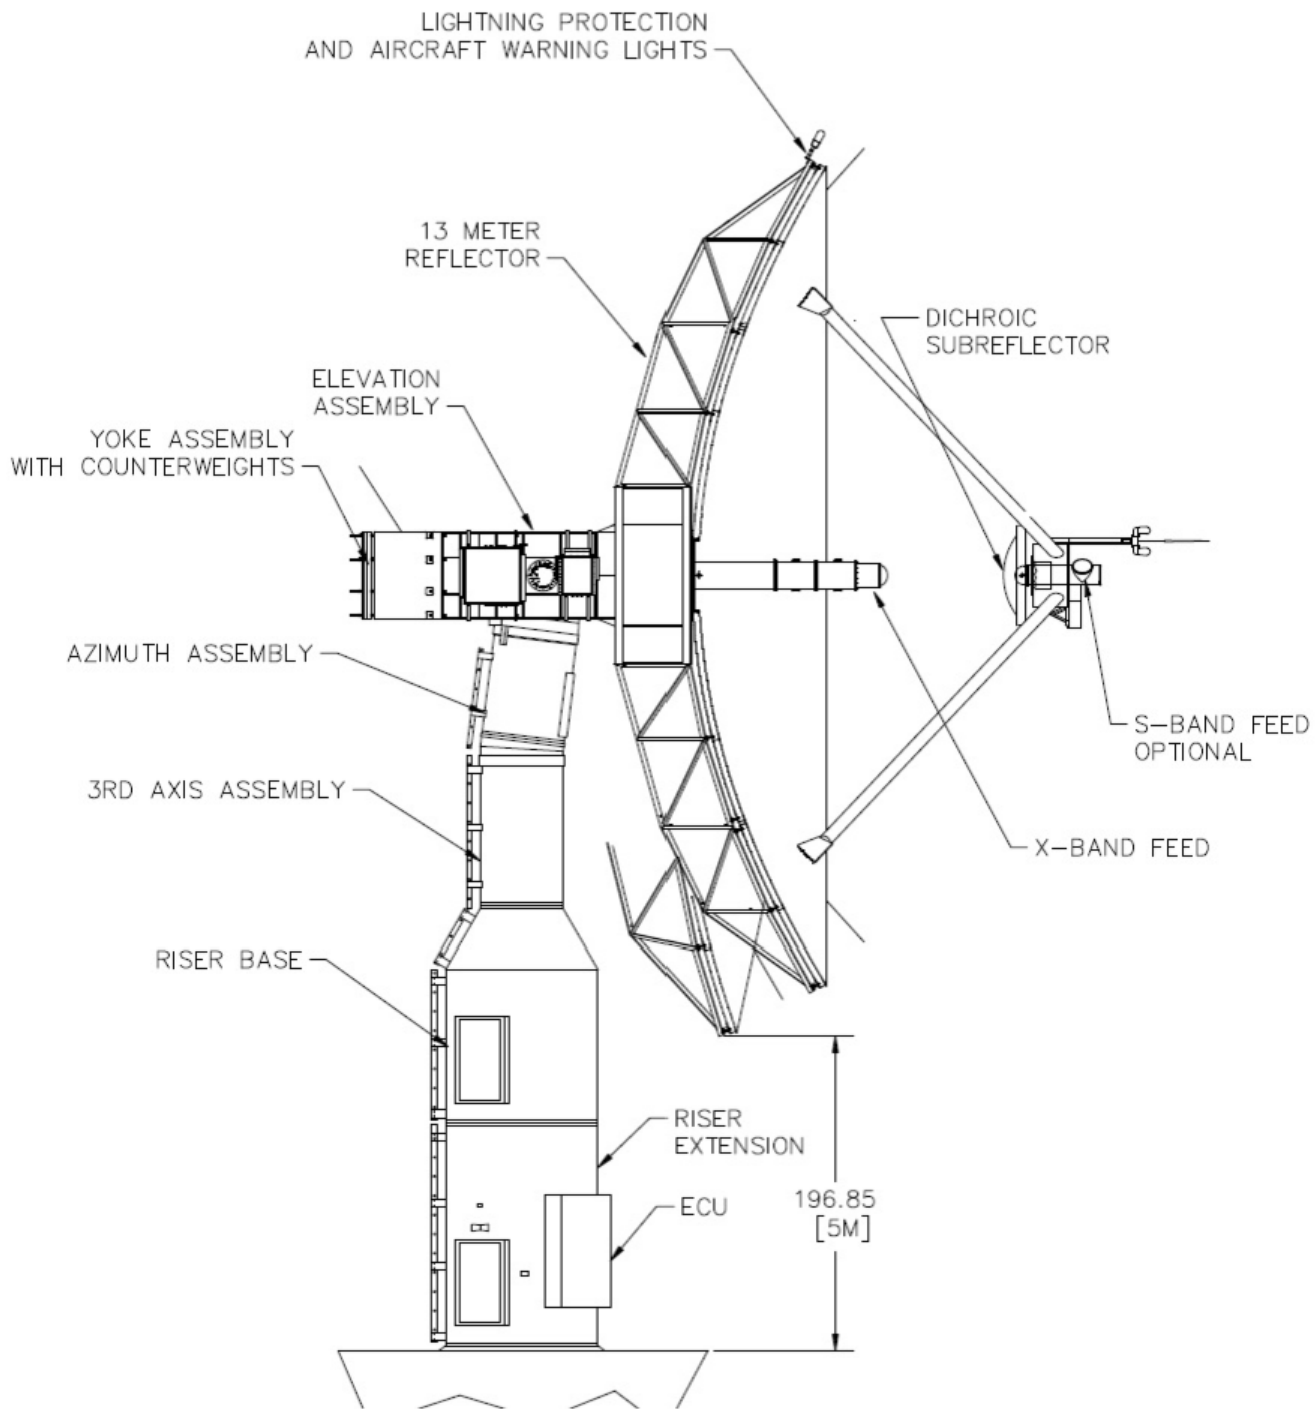 LIGHTNING PROTECTION
AND AIRCRAFT WARNING LIGHTS
13 METER
REFLECTOR
DICHROIC
SUBREFLECTOR
ELEVATION
ASSEMBLY
YOKE ASSEMBLY
WITH COUNTERWEIGHTS
AZIMUTH ASSEMBLY
S-BAND FEED
OPTIONAL
3RD AXIS ASSEMBLY
X-BAND FEED
RISER BASE
RISER
EXTENSION
196.85
[5M]
ECU